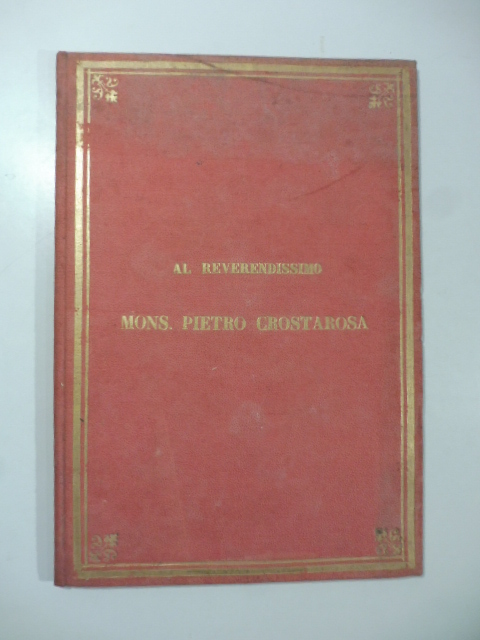 AL REVERENDISSIMO
MONS. PIETRO CROSTAROSA